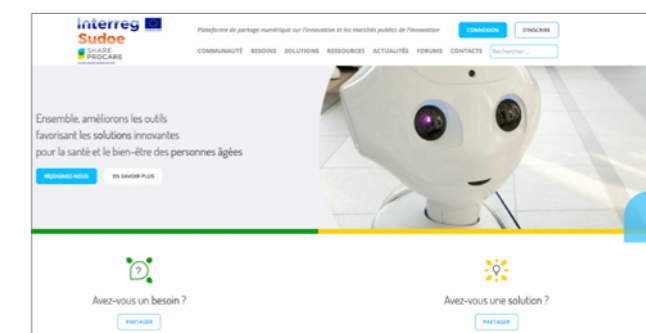 Interreg
Sudoe
SHARE
PROCARE
Plateforme de partage numérique sur l'innovation et les marchés publics de l'innovation
CONNEXION
S'INSCRIRE
COMMUNAUTÉ BESOINS SOLUTIONS RESSOURCES ACTUALITÉS FORUMS CONTACTS
Rechercher...
Ensemble, améliorons les outils
favorisant les solutions innovantes
pour la santé et le bien-être des personnes âgées
REJOIGNEZ-NOUS
EN SAVOIR PLUS
Avez-vous un besoin ?
Avez-vous une solution ?
PARTAGER
PARTAGER